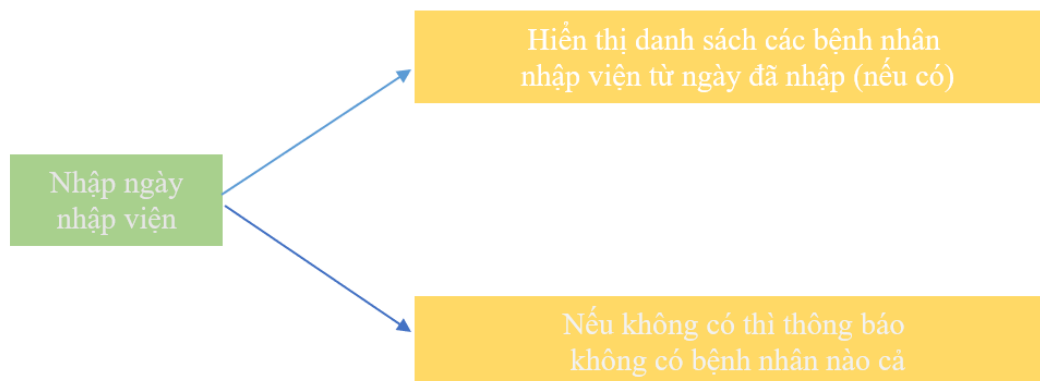 Hiển thị danh sách các bệnh nhân
nhập viện từ ngày đã nhập (nếu có)
Nhập ngày
nhập viện
Nếu không có thì thông báo
không có bệnh nhân nào cả